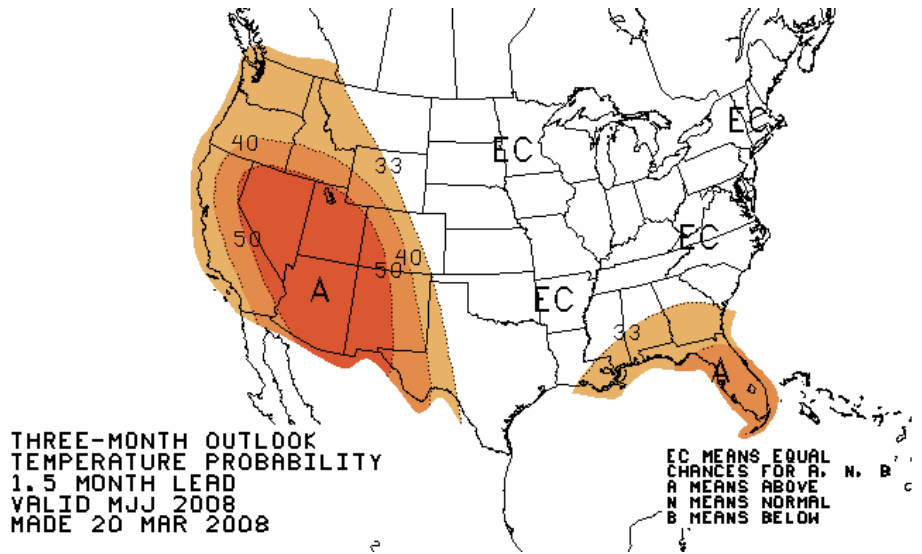 EC
EC
40
33
EC
50
40
50
A
EC
33
A
THREE-MONTH OUTLOOK
TEMPERATURE PROBABILITY
1.5 MONTH LEAD
VALID MJJ 2008
MADE 20 MAR 2008
EC MEANS EQUAL
CHANCES FOR A, N, B
A MEANS ABOVE
N MEANS NORMAL
B MEANS BELOW